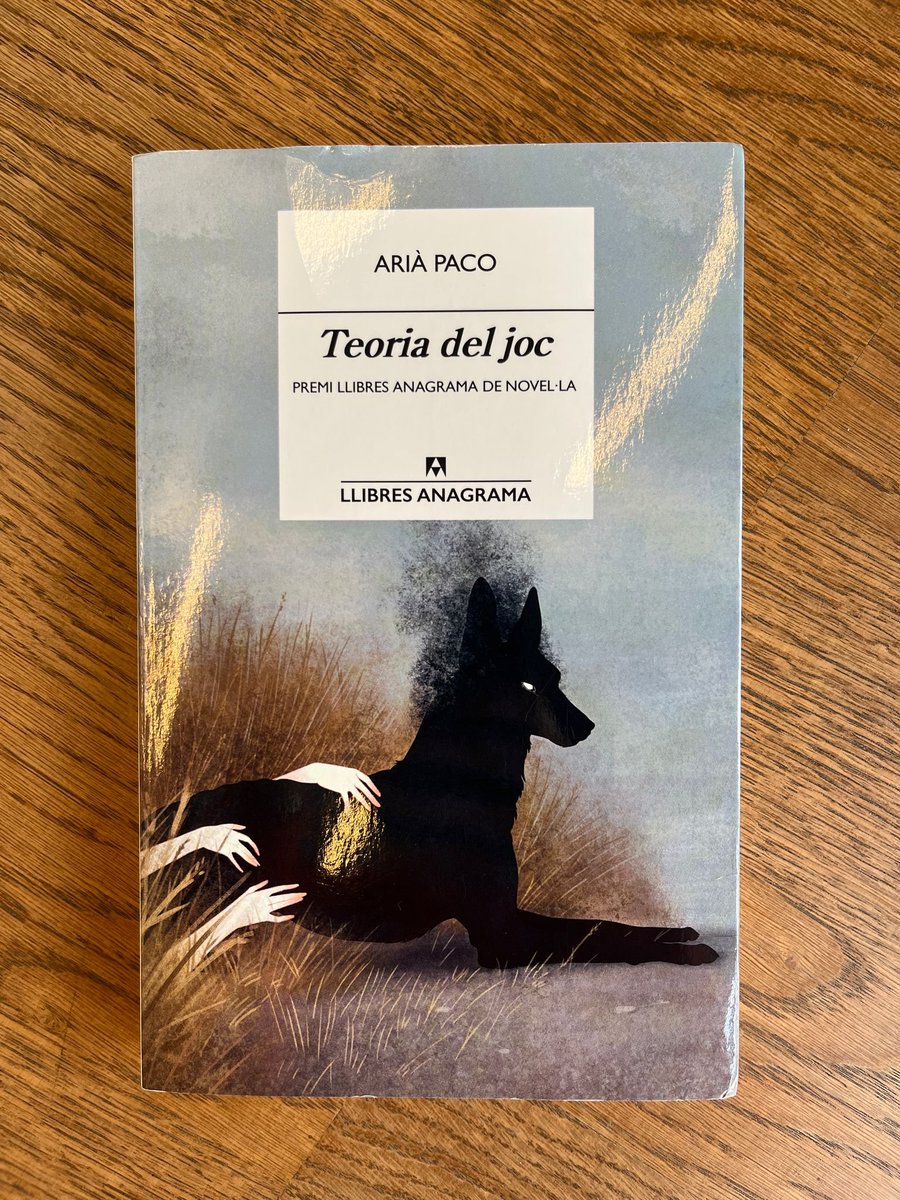 ARIÀ PACO
Teoria del joc
PREMI LLIBRES ANAGRAMA DE NOVEL·LA
LLIBRES ANAGRAMA